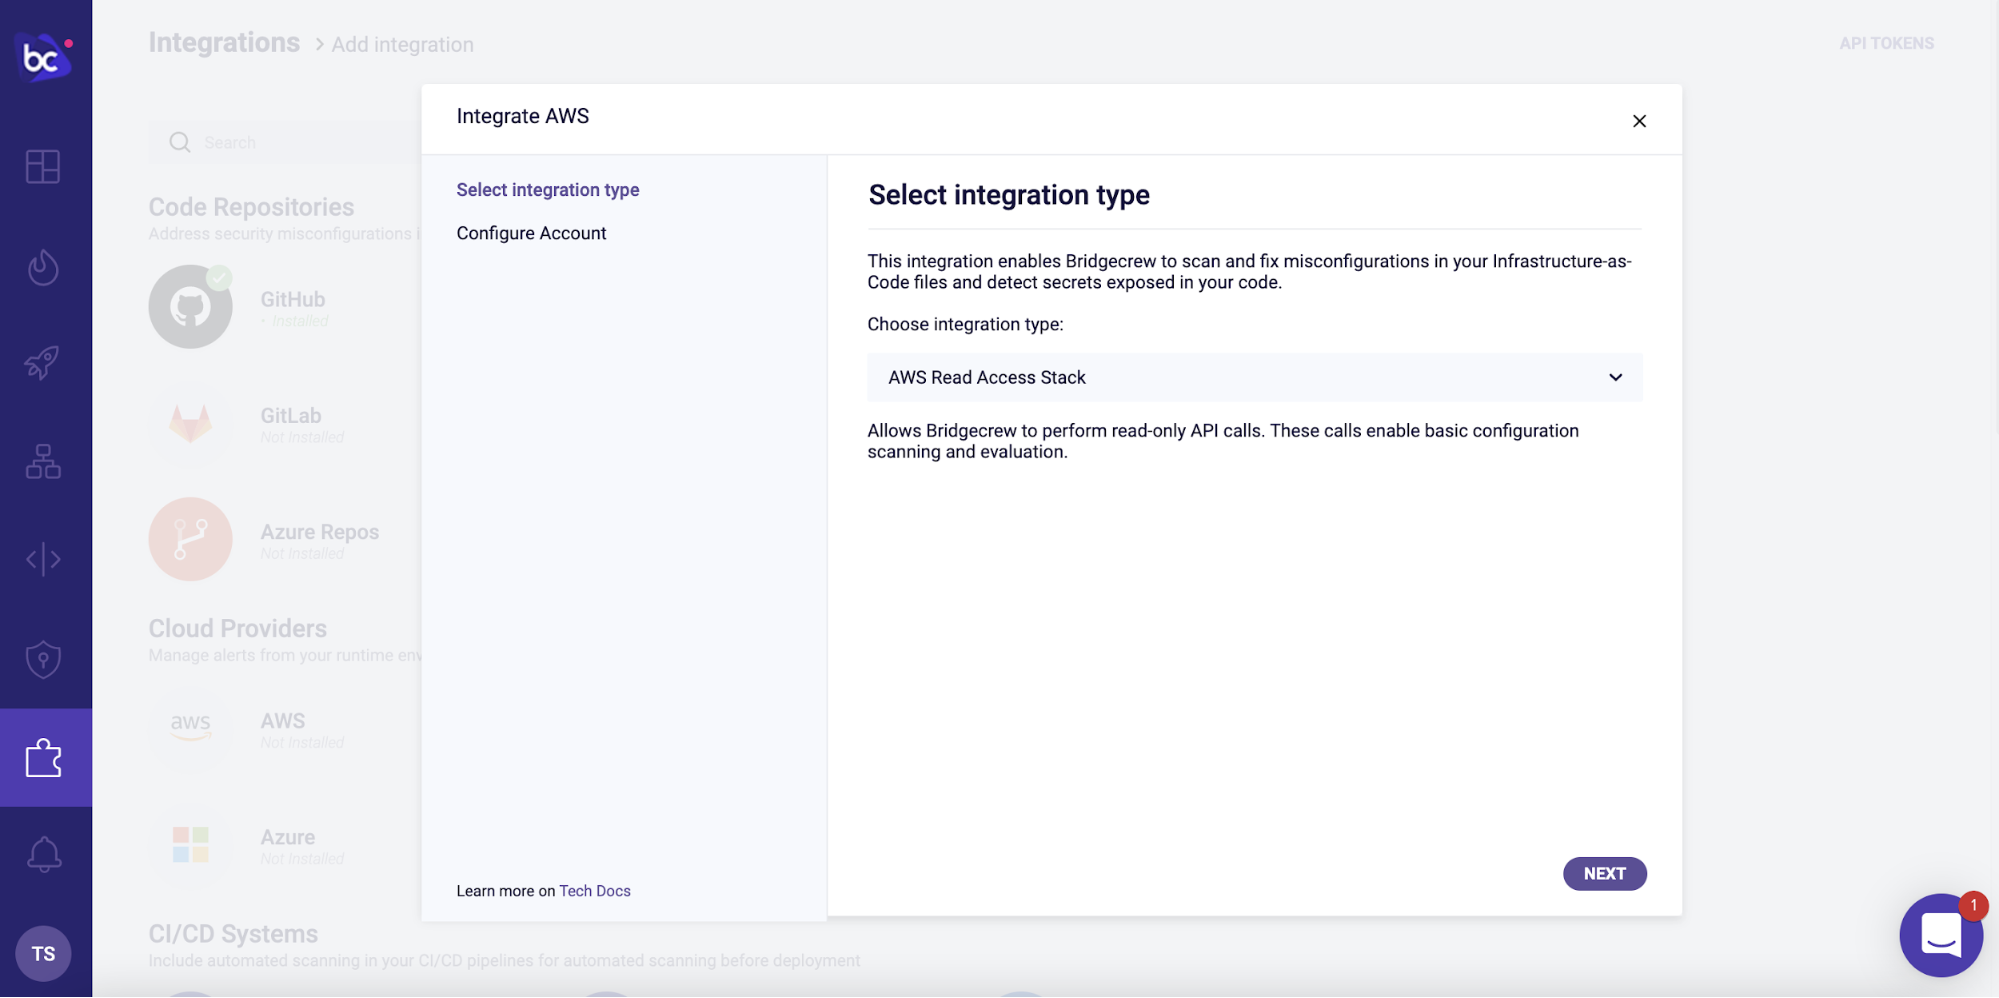 bc
Integrations > Add integration
API TOKENS
Integrate AWS
Search
Select integration type
Configure Account
Select integration type
This integration enables Bridgecrew to scan and fix misconfigurations in your Infrastructure-as-
Code files and detect secrets exposed in your code.
Choose integration type:
AWS Read Access Stack
Allows Bridgecrew to perform read-only API calls. These calls enable basic configuration
scanning and evaluation.
NEXT
Learn more on Tech Docs
Code Repositories
Address security misconfigurations i
GitHub
• Installed
GitLab
Not Installed
Azure Repos
Not Installed
Cloud Providers
Manage alerts from your runtime env
aws
AWS
Not Installed
Azure
Not Installed
CI/CD Systems
Include automated scanning in your CI/CD pipelines for automated scanning before deployment
TS
1